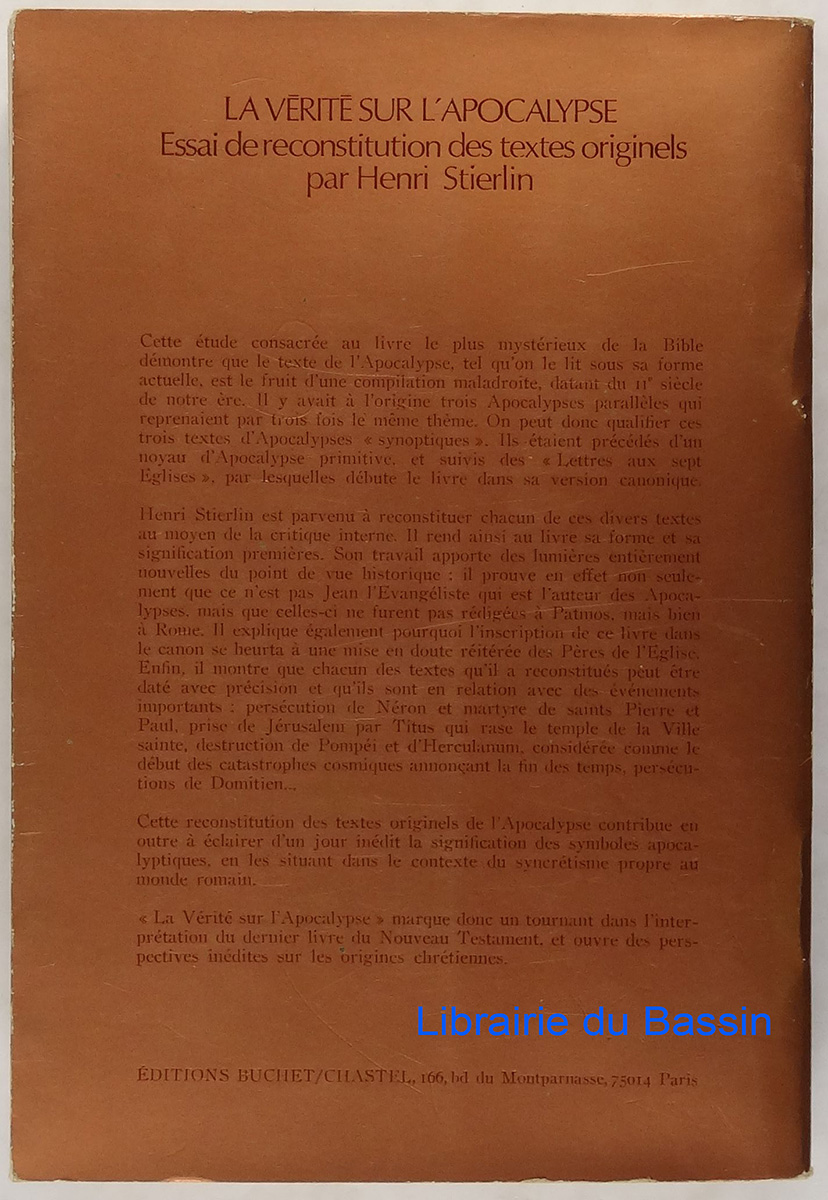 LA VÉRITÉ SUR L'APOCALYPSE
Essai de reconstitution des textes originels
par Henri Stierlin
Cette étude consacrée au livre le plus mystérieux de la Bible
démontre que le texte de l'Apocalypse, tel qu'on le lit sous sa forme
actuelle, est le fruit d'une compilation maladroite, datant du IIe siècle
de notre ère. Il y avait à l'origine trois Apocalypses parallèles qui
reprenaient par trois fois le même thème. On peut donc qualifier ces
trois textes d'Apocalypses « synoptiques ». Ils étaient précédés d'un
noyau d'Apocalypse primitive, et suivis des « Lettres aux sept
Eglises », par lesquelles débute le livre dans sa version canonique.
Henri Stierlin est parvenu à reconstituer chacun de ces divers textes
au moyen de la critique interne. Il rend ainsi au livre sa forme et sa
signification premières. Son travail apporte des lumières entièrement
nouvelles du point de vue historique : il prouve en effet non seule-
ment que ce n'est pas Jean l'Evangéliste qui est l'auteur des Apoca-
lypses, mais que celles-ci ne furent pas rédigées à Patmos, mais bien
à Rome. Il explique également pourquoi l'inscription de ce livre dans
le canon se heurta à une mise en doute réitérée des Pères de l'Eglise.
Enfin, il montre que chacun des textes qu'il a reconstitués peut être
daté avec précision et qu'ils sont en relation avec des événements
importants : persécution de Néron et martyre de saints Pierre et
Paul, prise de Jérusalem par Titus qui rase le temple de la Ville
sainte, destruction de Pompéi et d'Herculanum, considérée comme le
début des catastrophes cosmiques annonçant la fin des temps, persécu-
tions de Domitien...
Cette reconstitution des textes originels de l'Apocalypse contribue en
outre à éclairer d'un jour inédit la signification des symboles apoca-
lyptiques, en les situant dans le contexte du syncrétisme propre au
monde romain.
« La Vérité sur l'Apocalypse » marque donc un tournant dans l'inter-
prétation du dernier livre du Nouveau Testament, et ouvre des pers-
pectives inédites sur les origines chrétiennes.
Librairie du Bassin
ÉDITIONS BUCHET/CHASTEL, 166, bd du Montparnasse, 75014 Paris